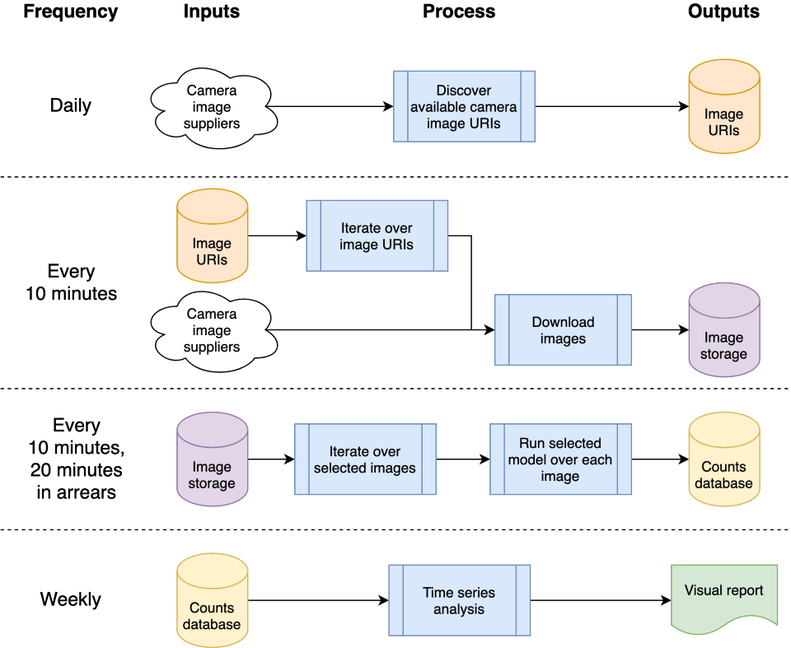 Frequency
Inputs
Process
Outputs
Daily
Camera
image
suppliers
Discover
available camera
image URIs
Image
URIs
Every
10 minutes
Image
URIs
Iterate over
image URIs
Camera
image
suppliers
Download
images
Image
storage
Every
10 minutes,
20 minutes
in arrears
Image
storage
Iterate over
selected images
Run selected
model over each
image
Counts
database
Weekly
Counts
database
Time series
analysis
Visual report